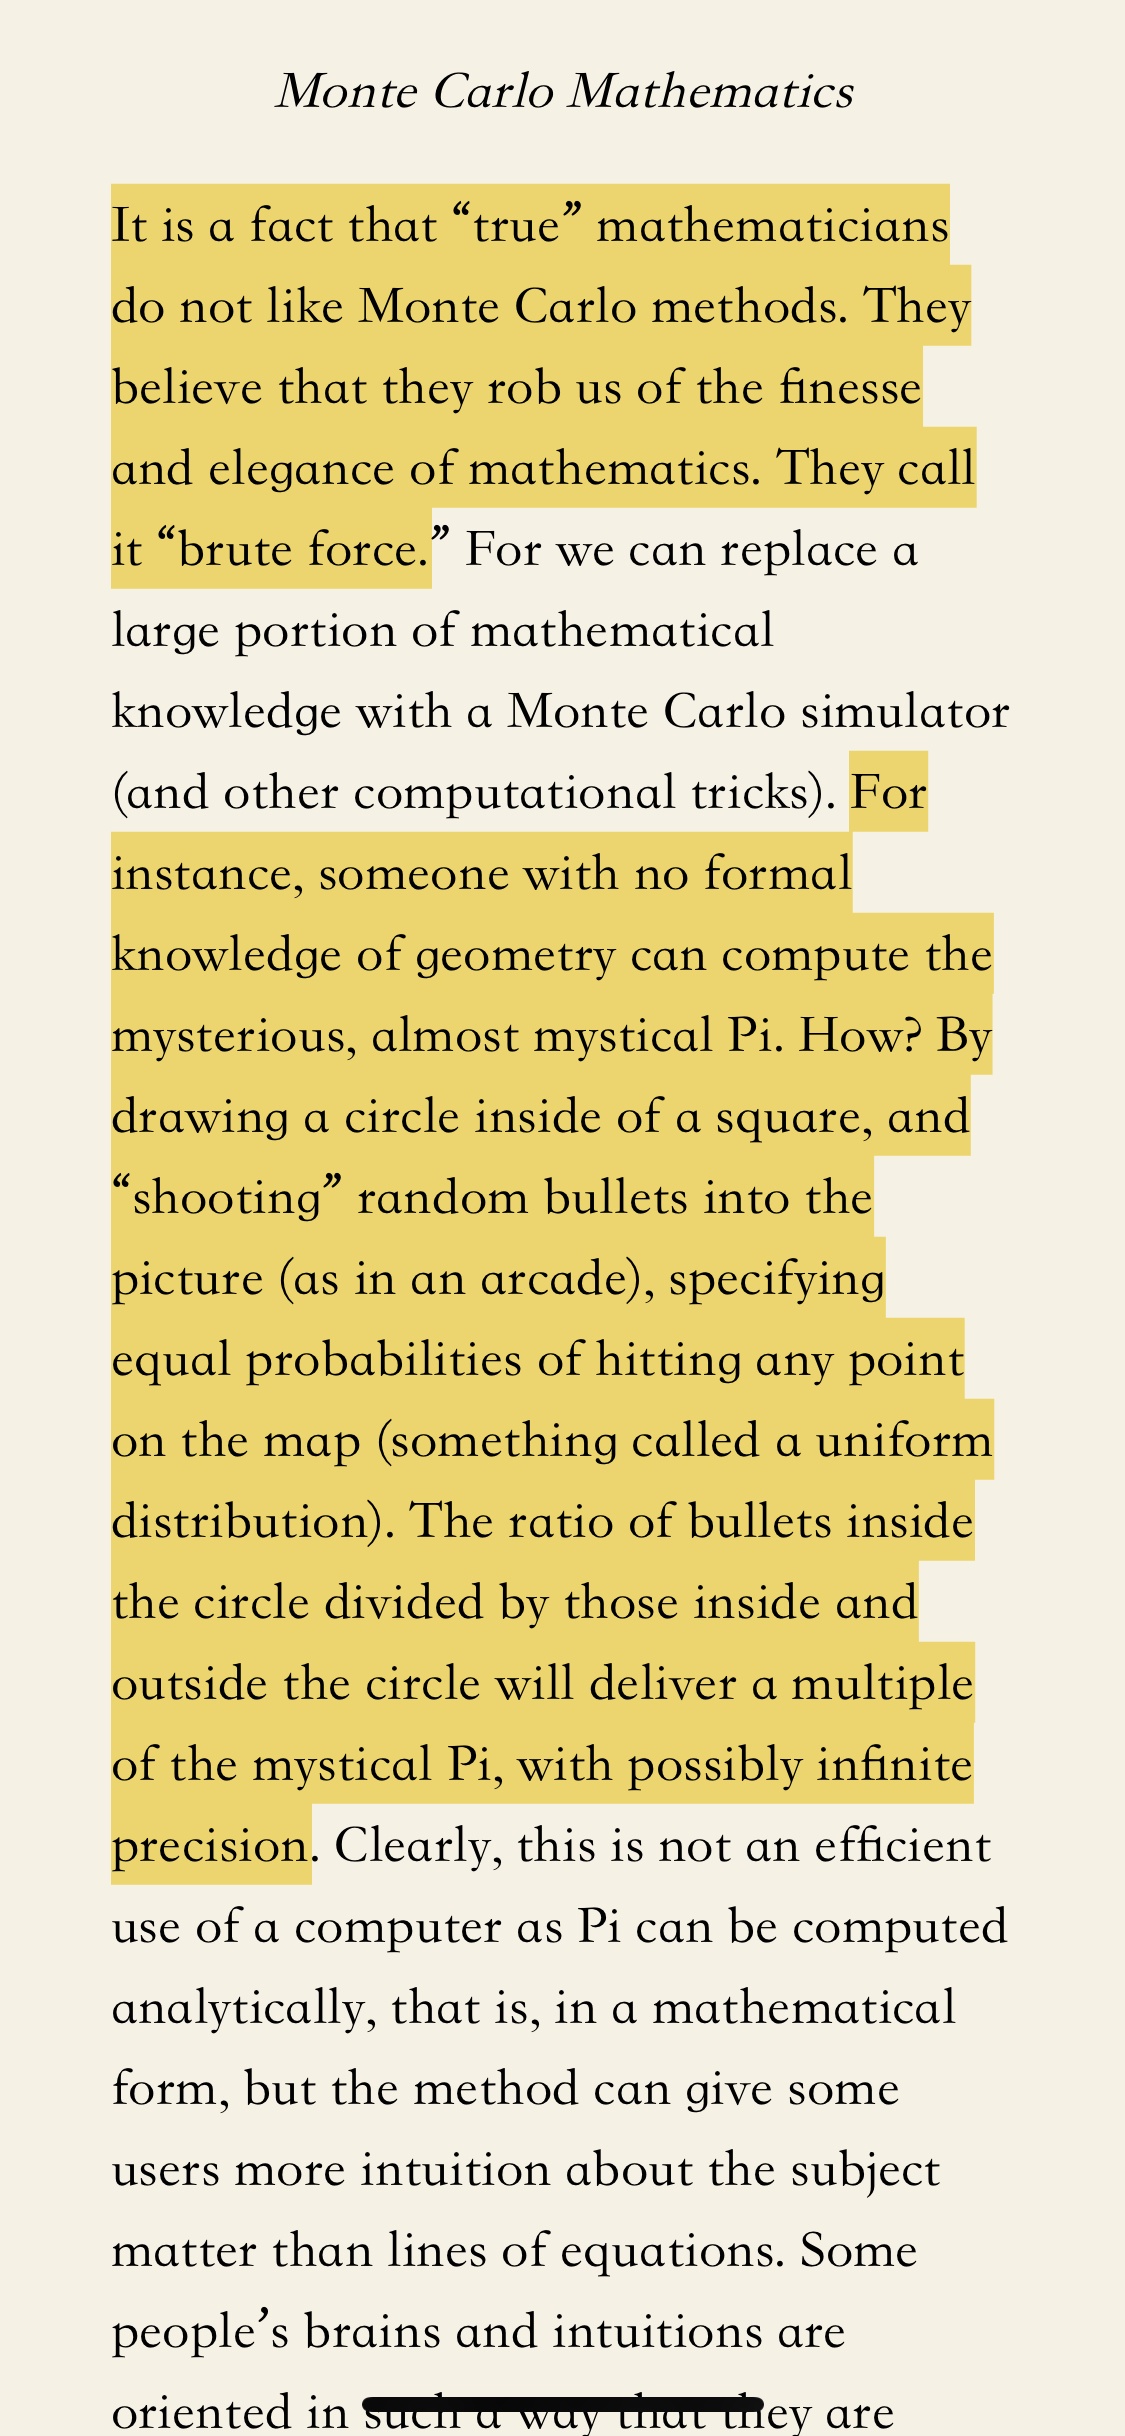 Monte Carlo Mathematics
It is a fact that “true” mathematicians
do not like Monte Carlo methods. They
believe that they rob us of the finesse
and elegance of mathematics. They call
it “brute force.” For we can replace a
large portion of mathematical
knowledge with a Monte Carlo simulator
(and other computational tricks). For
instance, someone with no formal
knowledge of geometry can compute the
mysterious, almost mystical Pi. How? By
drawing a circle inside of a square, and
“shooting” random bullets into the
picture (as in an arcade), specifying
equal probabilities of hitting any point
on the map (something called a uniform
distribution). The ratio of bullets inside
the circle divided by those inside and
outside the circle will deliver a multiple
of the mystical Pi, with possibly infinite
precision. Clearly, this is not an efficient
use of a computer as Pi can be computed
analytically, that is, in a mathematical
form, but the method can give some
users more intuition about the subject
matter than lines of equations. Some
people’s brains and intuitions are
oriented in such a way that they are